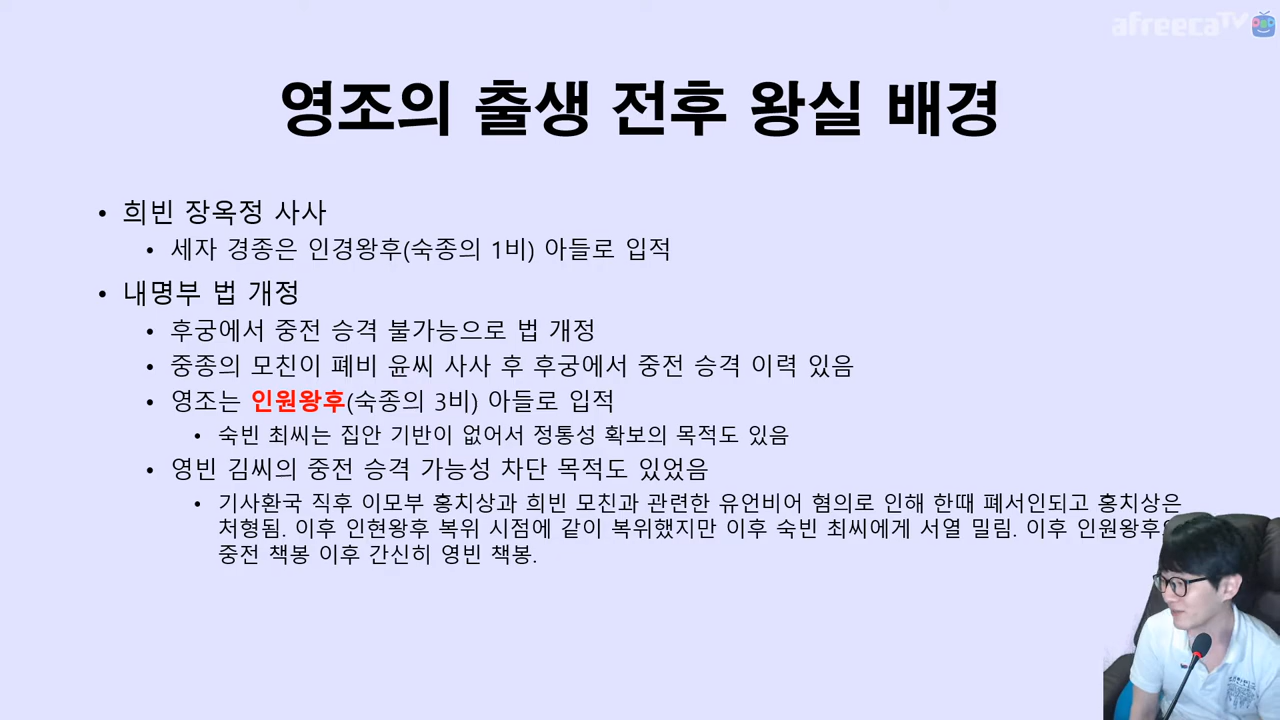 afreecaTV
영조의 출생 전후 왕실 배경
• 희빈 장옥정 사사
• 세자 경종은 인경왕후(숙종의 1비) 아들로 입적
• 내명부 법 개정
• 후궁에서 중전 승격 불가능으로 법 개정
• 중종의 모친이 폐비 윤씨 사사 후 후궁에서 중전 승격 이력 있음
• 영조는 인원왕후(숙종의 3비) 아들로 입적
• 숙빈 최씨는 집안 기반이 없어서 정통성 확보의 목적도 있음
• 영빈 김씨의 중전 승격 가능성 차단 목적도 있었음
• 기사환국 직후 이모부 홍치상과 희빈 모친과 관련한 유언비어 혐의로 인해 한때 폐서인되고 홍치상은
처형됨. 이후 인현왕후 복위 시점에 같이 복위했지만 이후 숙빈 최씨에게 서열 밀림. 이후 인원왕후
중전 책봉 이후 간신히 영빈 책봉.